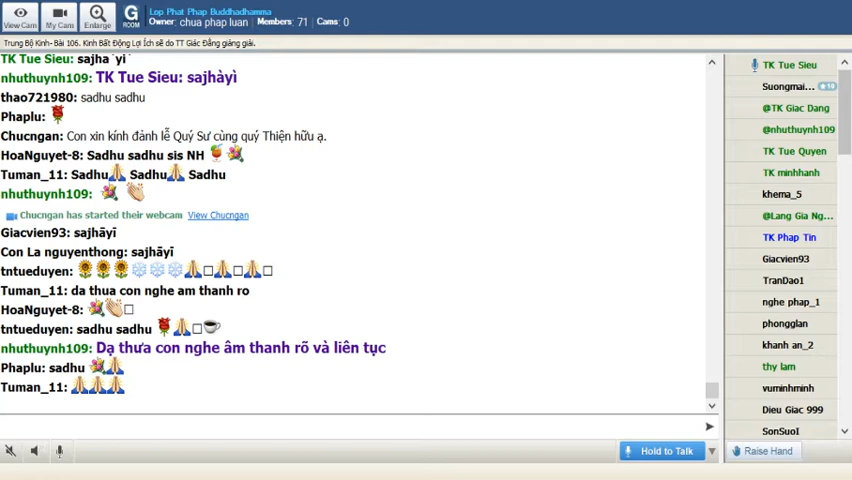 Lop Phat Phap Buddhadhamma
Owner: chua phap luan Members: 71 Cams: 0
View Cam
My Cam
Enlarge
G
ROOM
Trung Bộ Kinh- Bài 106. Kinh Bất Động Lợi Ích sẽ do TT Giác Đẳng giảng giải.
TK Tue Sieu: sajha`yi`
nhuthuynh109: TK Tue Sieu: sajhàyì
thao721980: sadhu sadhu
Phaplu:
Chucngan: Con xin kính đảnh lễ Quý Sư cùng quý Thiện hữu ạ.
HoaNguyet-8: Sadhu sadhu sis NH
Tuman_11: Sadhu Sadhu Sadhu
nhuthuynh109:
Chucngan has started their webcam View Chucngan
Giacvien93: sajhāyī
Con La nguyenthong: sajhāyī
tntueduyen:
Tuman_11: da thua con nghe am thanh ro
HoaNguyet-8:
tntueduyen: sadhu sadhu
nhuthuynh109: Dạ thưa con nghe âm thanh rõ và liên tục
Phaplu: sadhu
Tuman_11:
Hold to Talk
TK Tue Sieu
Suongmai... 10
@TK Giac Dang
@nhuthuynh109
TK Tue Quyen
TK minhhanh
khema_5
@Lang Gia Ng...
TK Phap Tin
Giacvien93
TranDao1
nghe phap_1
phongglan
khanh an_2
thy lam
vuminhminh
Dieu Giac 999
SonSuoI
Raise Hand